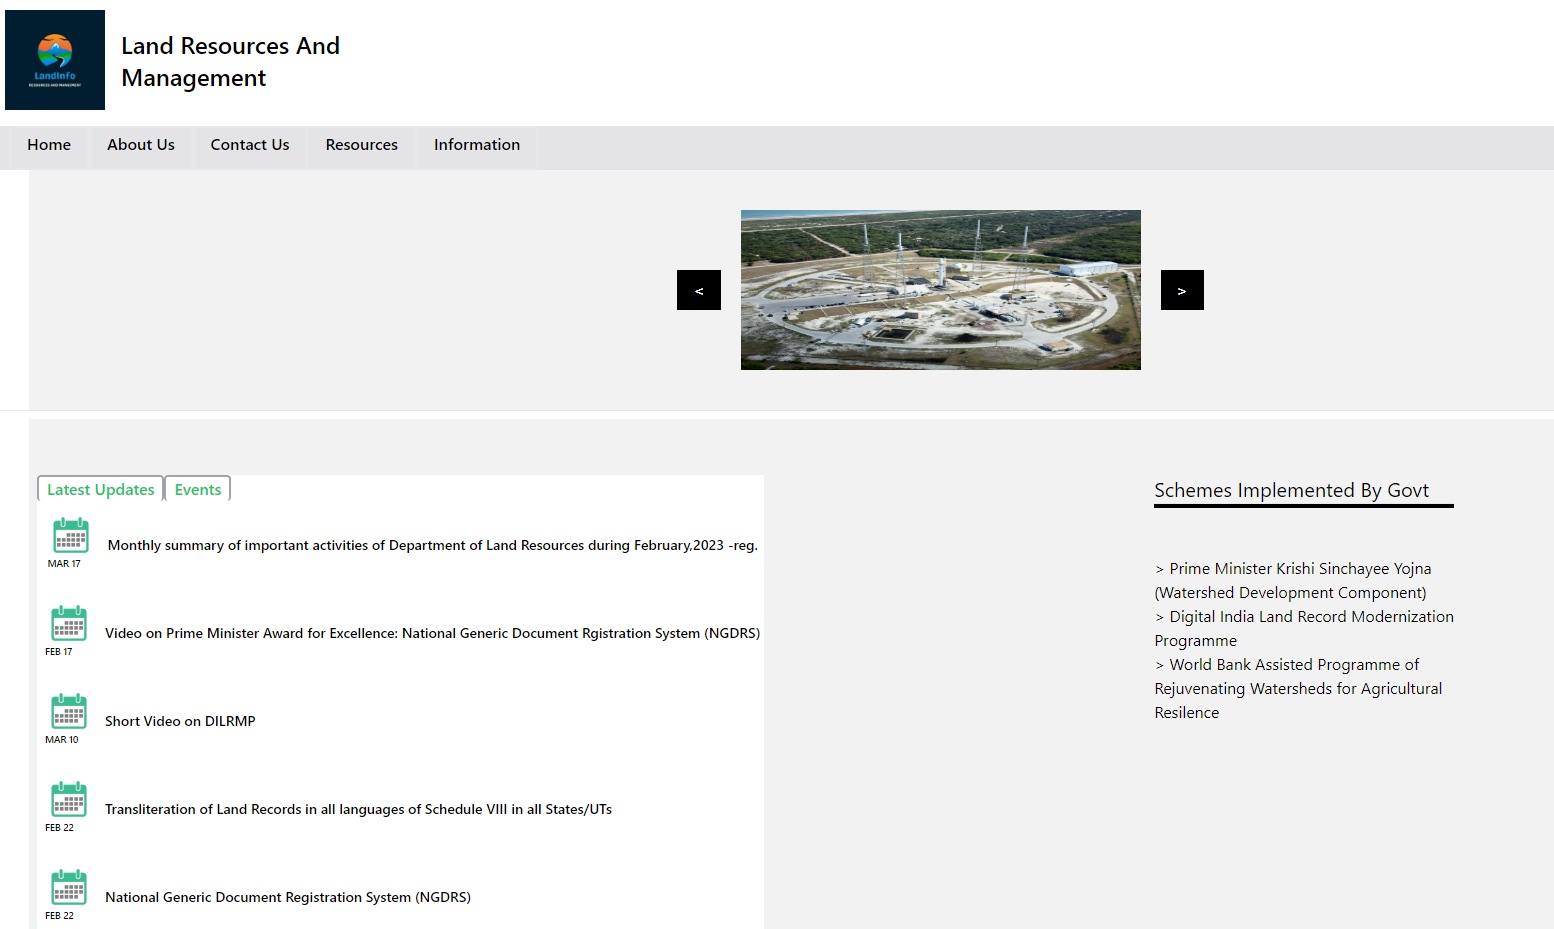 LandInfo
RESOURCES AND MANAGEMENT
Land Resources And
Management
Home
About Us
Contact Us
Resources
Information
<
>
Latest Updates
Events
Monthly summary of important activities of Department of Land Resources during February,2023 -reg.
MAR 17
Video on Prime Minister Award for Excellence: National Generic Document Rgistration System (NGDRS)
FEB 17
Short Video on DILRMP
MAR 10
Transliteration of Land Records in all languages of Schedule VIII in all States/UTs
FEB 22
National Generic Document Registration System (NGDRS)
FEB 22
Schemes Implemented By Govt
> Prime Minister Krishi Sinchayee Yojna
(Watershed Development Component)
> Digital India Land Record Modernization
Programme
> World Bank Assisted Programme of
Rejuvenating Watersheds for Agricultural
Resilence